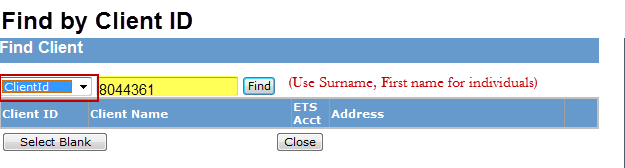 Find by Client ID
Find Client
ClientId 8044361 Find (Use Surname, First name for individuals)
Client ID Client Name ETS Acct Address
Select Blank Close